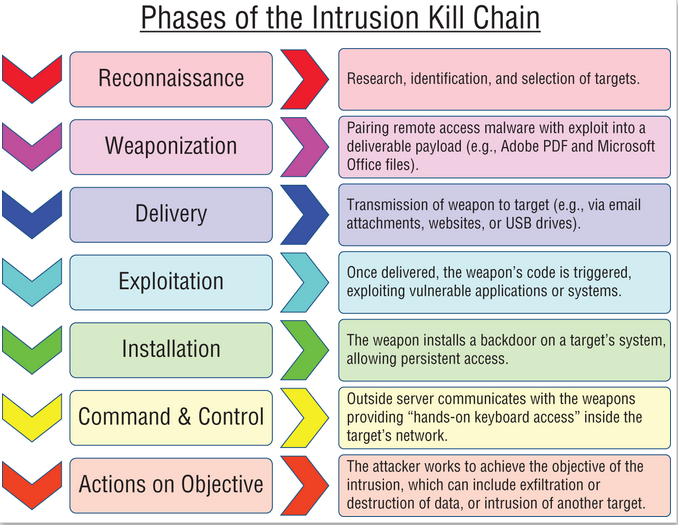 Phases of the Intrusion Kill Chain
Reconnaissance
Research, identification, and selection of targets.
Weaponization
Pairing remote access malware with exploit into a
deliverable payload (e.g., Adobe PDF and Microsoft
Office files).
Delivery
Transmission of weapon to target (e.g., via email
attachments, websites, or USB drives).
Exploitation
Once delivered, the weapon's code is triggered,
exploiting vulnerable applications or systems.
Installation
The weapon installs a backdoor on a target's system,
allowing persistent access.
Command & Control
Outside server communicates with the weapons
providing “hands-on keyboard access” inside the
target's network.
Actions on Objective
The attacker works to achieve the objective of the
intrusion, which can include exfiltration or
destruction of data, or intrusion of another target.